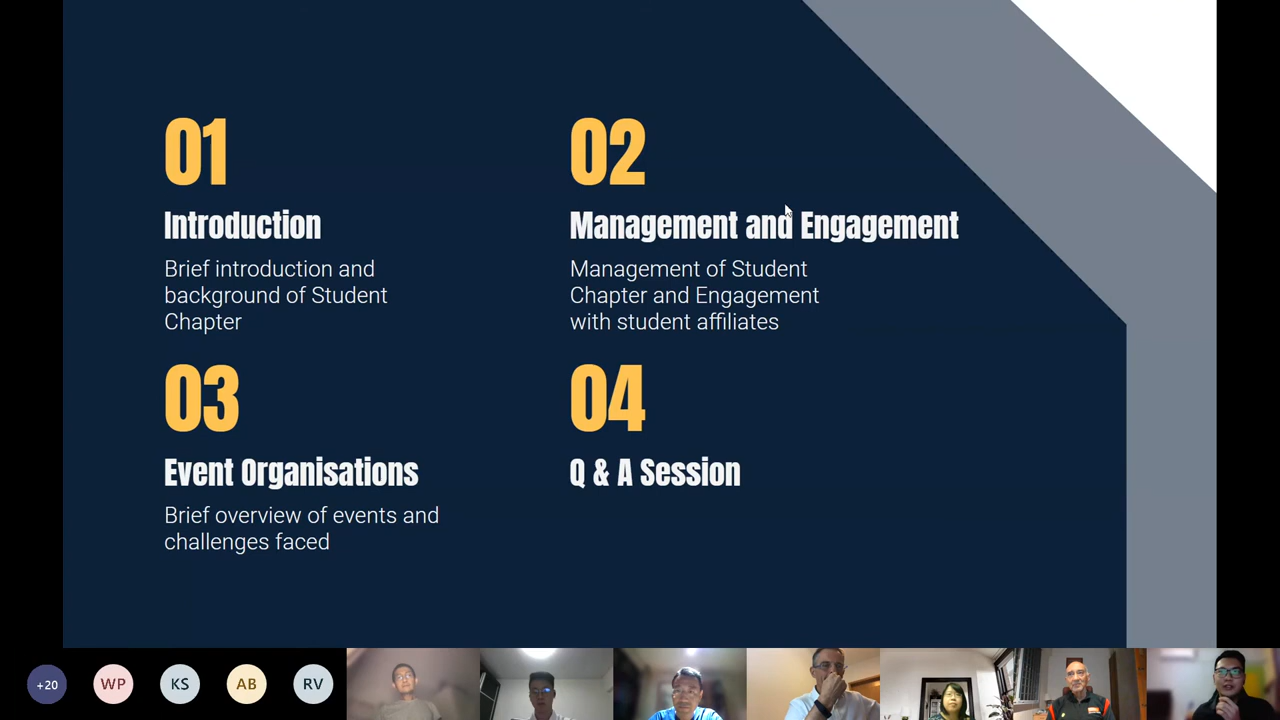 01
Introduction
Brief introduction and
background of Student
Chapter
02
Management and Engagement
Management of Student
Chapter and Engagement
with student affiliates
03
Event Organisations
Brief overview of events and
challenges faced
04
Q & A Session
+20
WP
KS
AB
RV